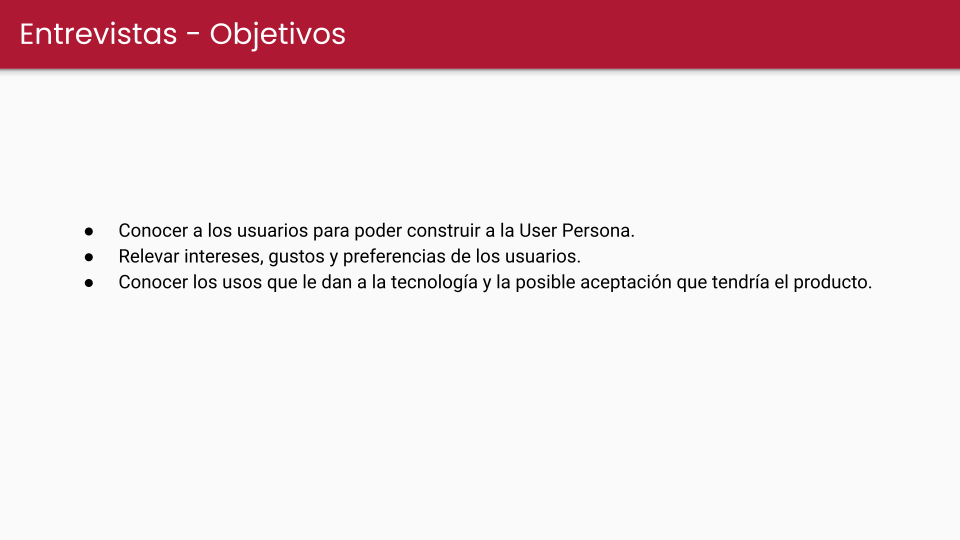 Entrevistas - Objetivos
● Conocer a los usuarios para poder construir a la User Persona.
● Relevar intereses, gustos y preferencias de los usuarios.
● Conocer los usos que le dan a la tecnología y la posible aceptación que tendría el producto.